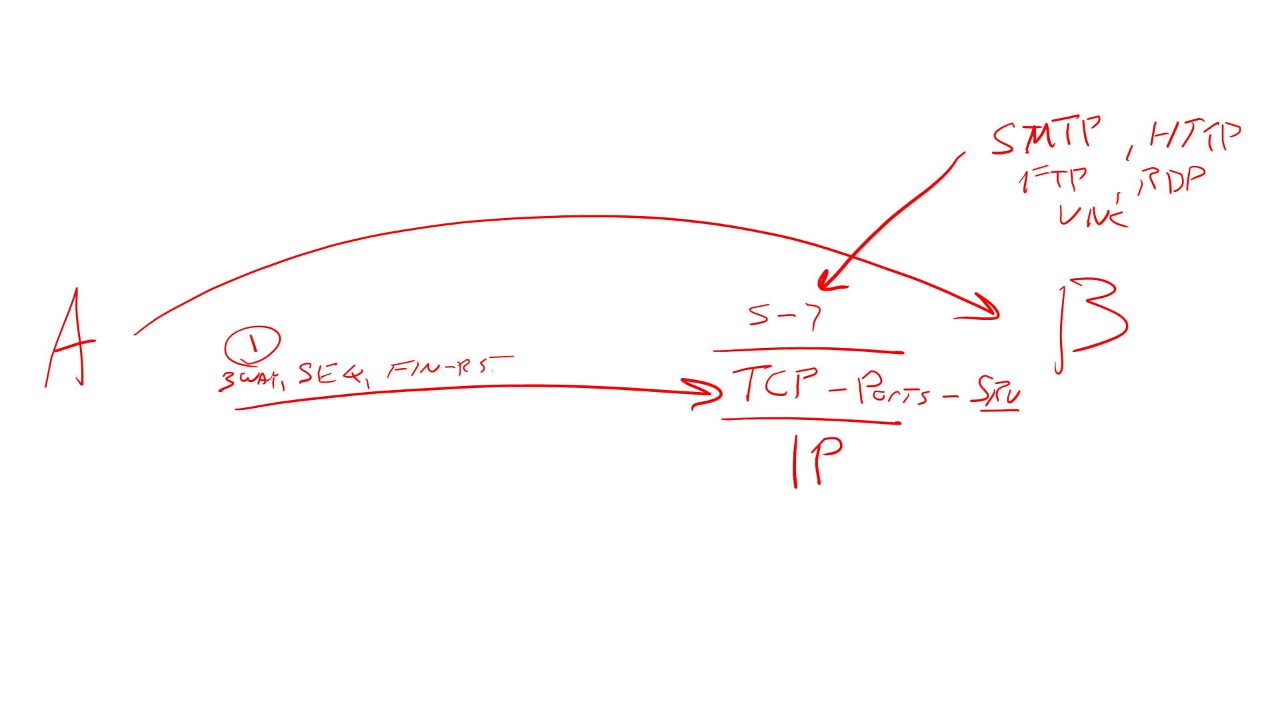 SMTP, HTTP
FTP, RDP
VNC
A
B
5-7
1
3WAY, SEQ, FIN-RST
TCP - PORTS - SRV
IP